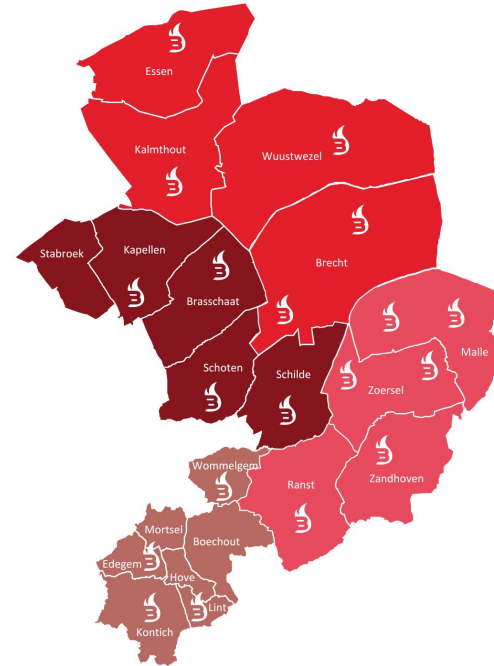 Essen
Kalmthout
Wuustwezel
Stabroek
Kapellen
Brecht
Brasschaat
Malle
Schoten
Schilde
Zoersel
Wommelgem
Zandhoven
Ranst
Mortsel
Boechout
Edegem
Hove
Lint
Kontich